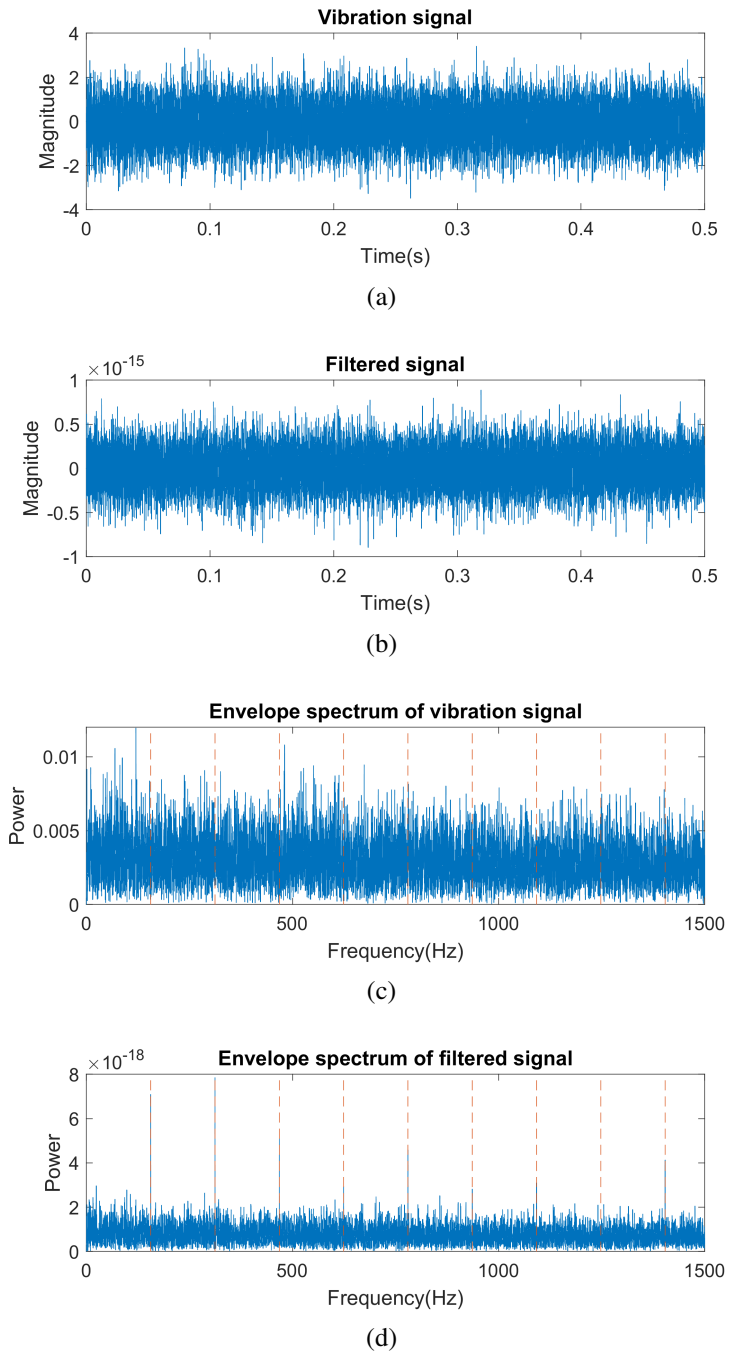 Vibration signal
4
2
0
-2
-4
Magnitude
0 0.1 0.2 0.3 0.4 0.5
Time(s)
(a)
×10-15
Filtered signal
1
0.5
0
-0.5
-1
Magnitude
0 0.1 0.2 0.3 0.4 0.5
Time(s)
(b)
Envelope spectrum of vibration signal
0.01
0.005
0
Power
0 500 1000 1500
Frequency(Hz)
(c)
×10-18
Envelope spectrum of filtered signal
8
6
4
2
0
Power
0 500 1000 1500
Frequency(Hz)
(d)